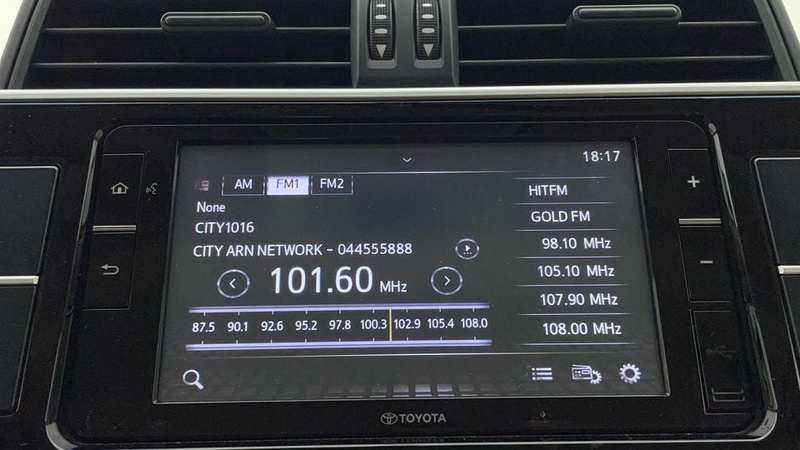 18:17
AM FM1 FM2
HITFM
None
GOLD FM
CITY1016
98.10 MHz
CITY ARN NETWORK - 044555888
105.10 MHz
101.60 MHz
107.90 MHz
87.5 90.1 92.6 95.2 97.8 100.3 102.9 105.4 108.0
108.00 MHz
+
-
TOYOTA